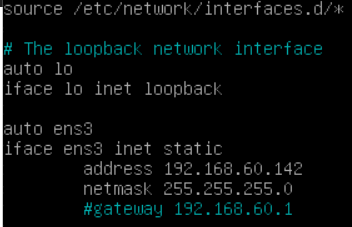 source /etc/network/interfaces.d/*
# The loopback network interface
auto lo
iface lo inet loopback
auto ens3
iface ens3 inet static
address 192.168.60.142
netmask 255.255.255.0
#gateway 192.168.60.1